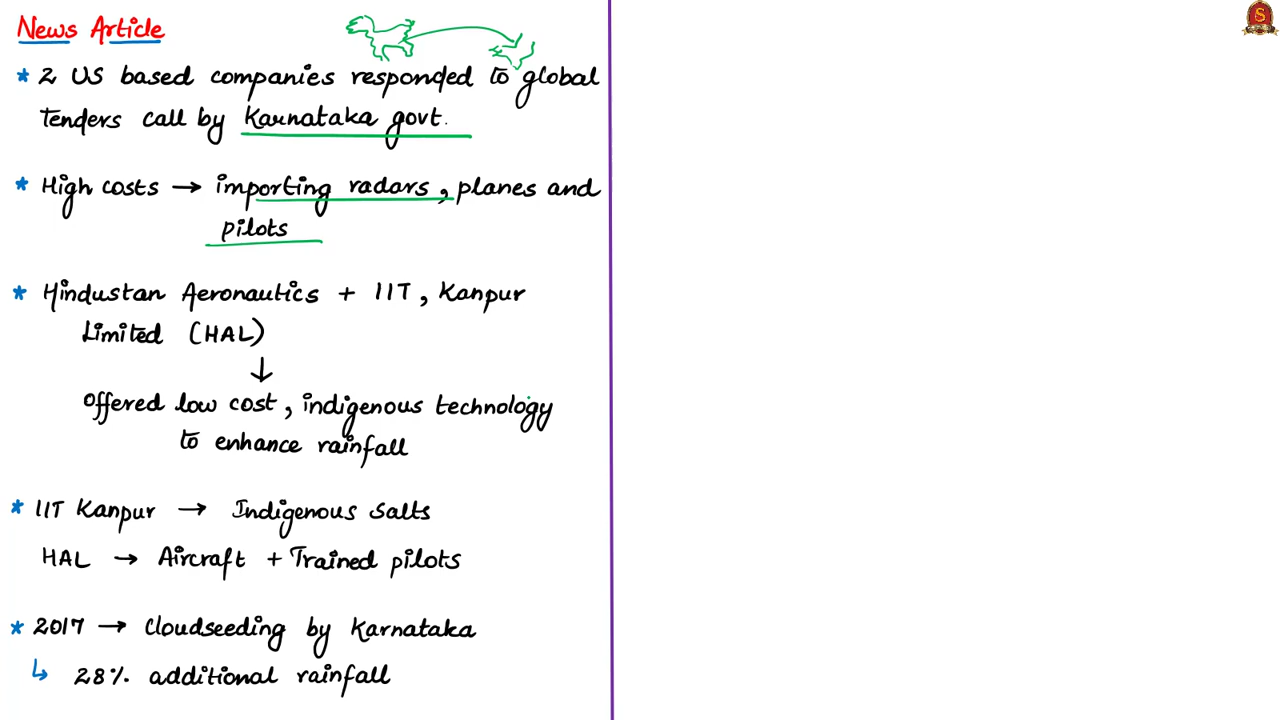 News Article
* 2 US based companies responded to global
tenders call by Karnataka govt.
* High costs → importing radars, planes and
pilots
* Hindustan Aeronautics + IIT, Kanpur
Limited (HAL)
↓
Offered low cost, indigenous technology
to enhance rainfall
* IIT Kanpur → Indigenous salts
HAL → Aircraft + Trained pilots
* 2017 → Cloudseeding by Karnataka
↳ 28% additional rainfall
S